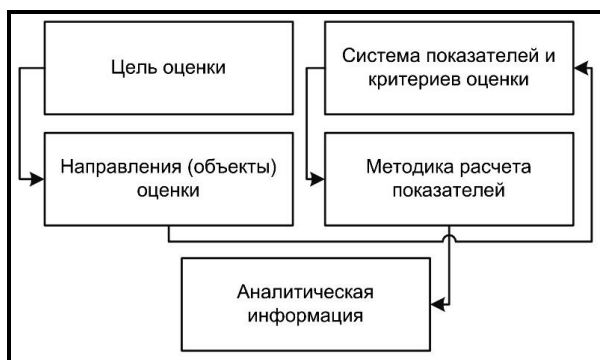 Цель оценки
Система показателей и
критериев оценки
Направления (объекты)
оценки
Методика расчета
показателей
Аналитическая
информация